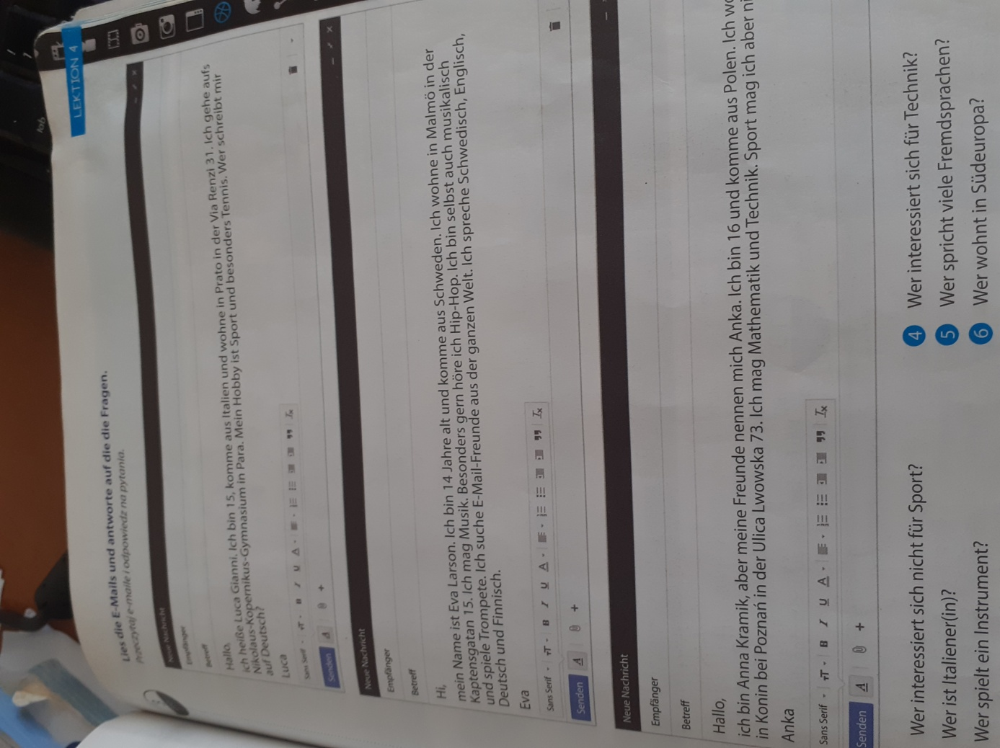 LEKTION 4
Lies die E-Mails und antworte auf die die Fragen.
Przeczytaj e-maile i odpowiedz na pytania.
Neue Nachricht
Empfänger
Betreff
Hallo,
ich heiße Luca Gianni. Ich bin 15, komme aus Italien und wohne in Prato in der Via Renzi 31. Ich gehe aufs
Nikolaus-Kopernikus-Gymnasium in Para. Mein Hobby ist Sport und besonders Tennis. Wer schreibt mir
auf Deutsch?
Luca
Sans Serif
Senden
Neue Nachricht
Empfänger
Betreff
Hi,
mein Name ist Eva Larson. Ich bin 14 Jahre alt und komme aus Schweden. Ich wohne in Malmö in der
Kaptensgatan 15. Ich mag Musik. Besonders gern höre ich Hip-Hop. Ich bin selbst auch musikalisch
und spiele Trompete. Ich suche E-Mail-Freunde aus der ganzen Welt. Ich spreche Schwedisch, Englisch,
Deutsch und Finnisch.
Eva
Sans Serif
Senden
Neue Nachricht
Empfänger
Betreff
Hallo,
ich bin Anna Kramik, aber meine Freunde nennen mich Anka. Ich bin 16 und komme aus Polen. Ich
in Konin bei Poznań in der Ulica Lwowska 73. Ich mag Mathematik und Technik. Sport mag ich aber
Anka
Sans Serif
Senden
Wer interessiert sich nicht für Sport?
Wer ist Italiener(in)?
Wer spielt ein Instrument?
4 Wer interessiert sich für Technik?
5 Wer spricht viele Fremdsprachen?
6 Wer wohnt in Südeuropa?